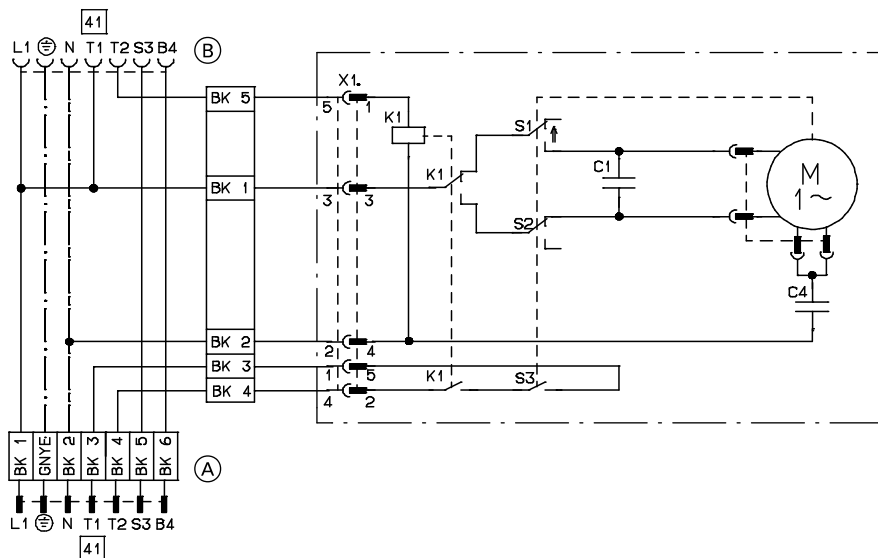 41
L1 N T1 T2 S3 B4 B
X1.
BK 5
5 1
K1
S1
C1
M
1~
BK 1
K1
3 3
S2
C4
BK 2
2 4
BK 3
1 5
BK 4
4 2
K1
S3
BK 1
GNYE
BK 2
BK 3
BK 4
BK 5
BK 6
A
L1 N T1 T2 S3 B4
41